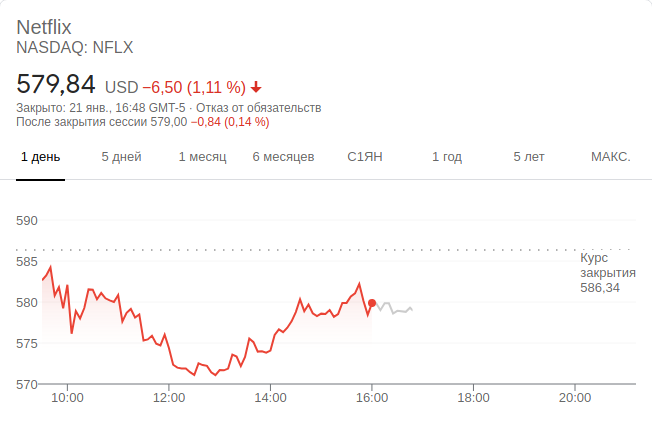 Netflix
NASDAQ: NFLX
579,84 USD −6,50 (1,11 %)
Закрыто: 21 янв., 16:48 GMT-5 · Отказ от обязательств
После закрытия сессии 579,00 −0,84 (0,14 %)
1 день 5 дней 1 месяц 6 месяцев С1ЯН 1 год 5 лет МАКС.
590
585
580
575
570
Курс
закрытия
586,34
10:00 12:00 14:00 16:00 18:00 20:00